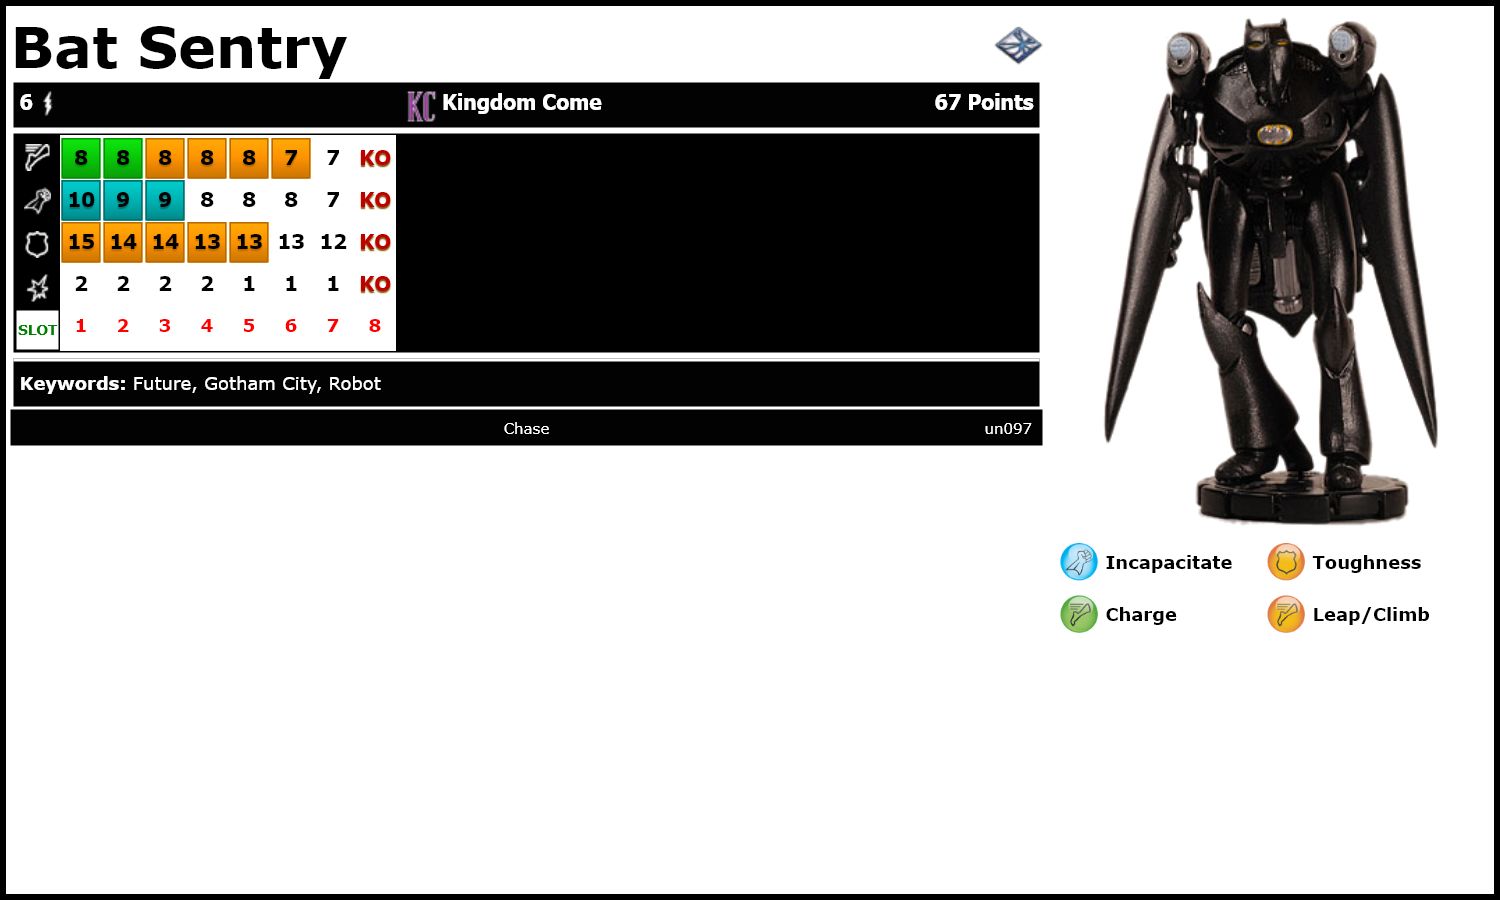 Bat Sentry
6 KC Kingdom Come 67 Points
8 8 8 8 8 7 7 KO
10 9 9 8 8 8 7 KO
15 14 14 13 13 13 12 KO
2 2 2 2 1 1 1 KO
SLOT 1 2 3 4 5 6 7 8
Keywords: Future, Gotham City, Robot
Chase un097
Incapacitate Toughness
Charge Leap/Climb